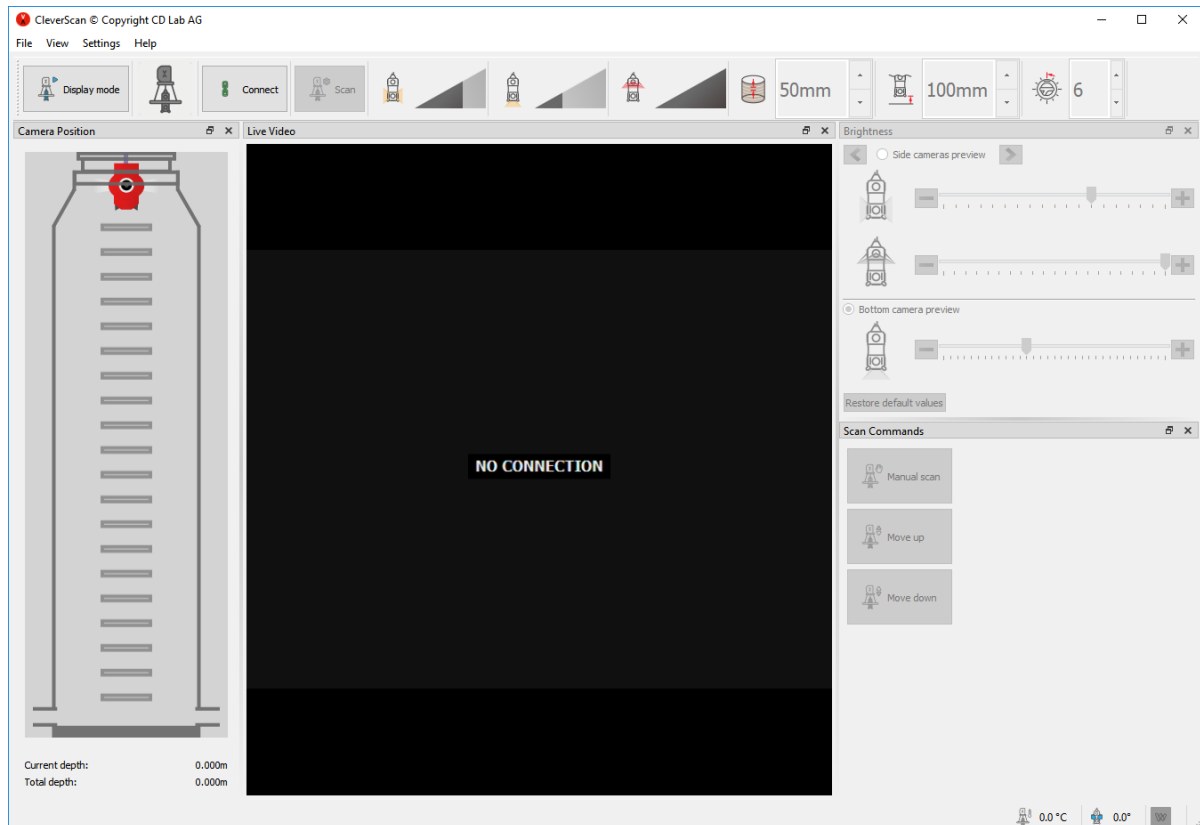 CleverScan © Copyright CD Lab AG
File View Settings Help
Display mode
Connect
Scan
50mm
100mm
6
Camera Position
Live Video
Brightness
Side cameras preview
Bottom camera preview
Restore default values
NO CONNECTION
Scan Commands
Manual scan
Move up
Move down
Current depth: 0.000m
Total depth: 0.000m
0.0 °C
0.0°